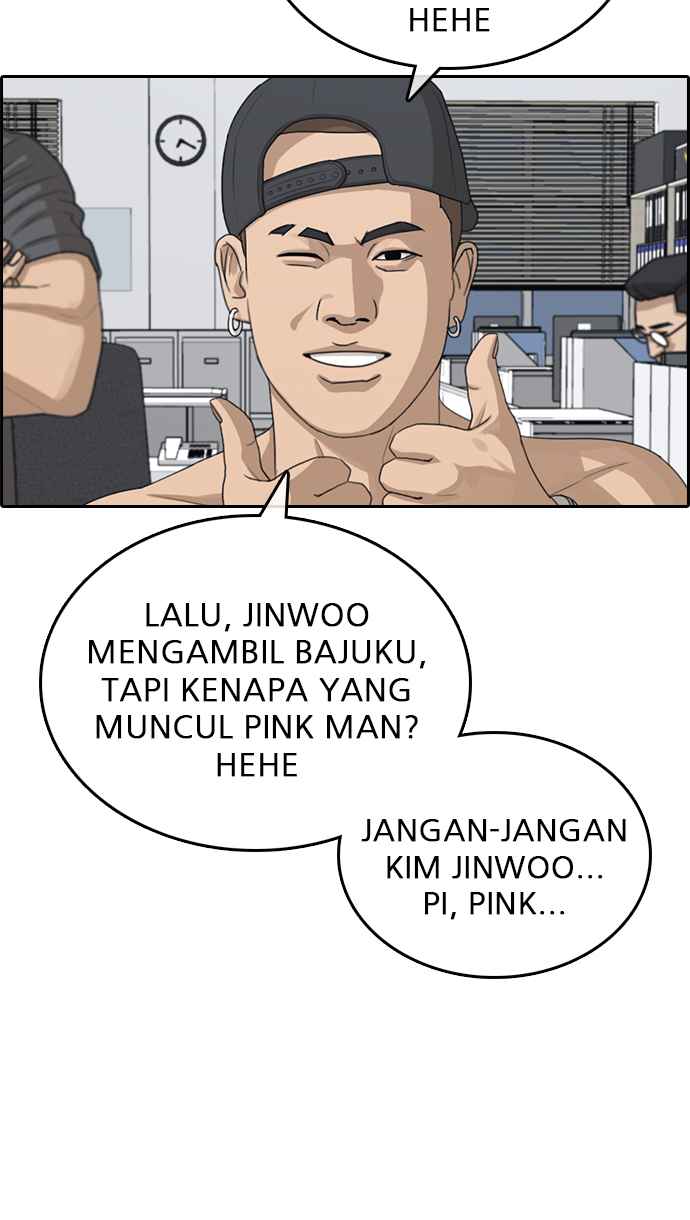 HEHE
LALU, JINWOO
MENGAMBIL BAJUKU,
TAPI KENAPA YANG
MUNCUL PINK MAN?
HEHE
JANGAN-JANGAN
KIM JINWOO...
PI, PINK...